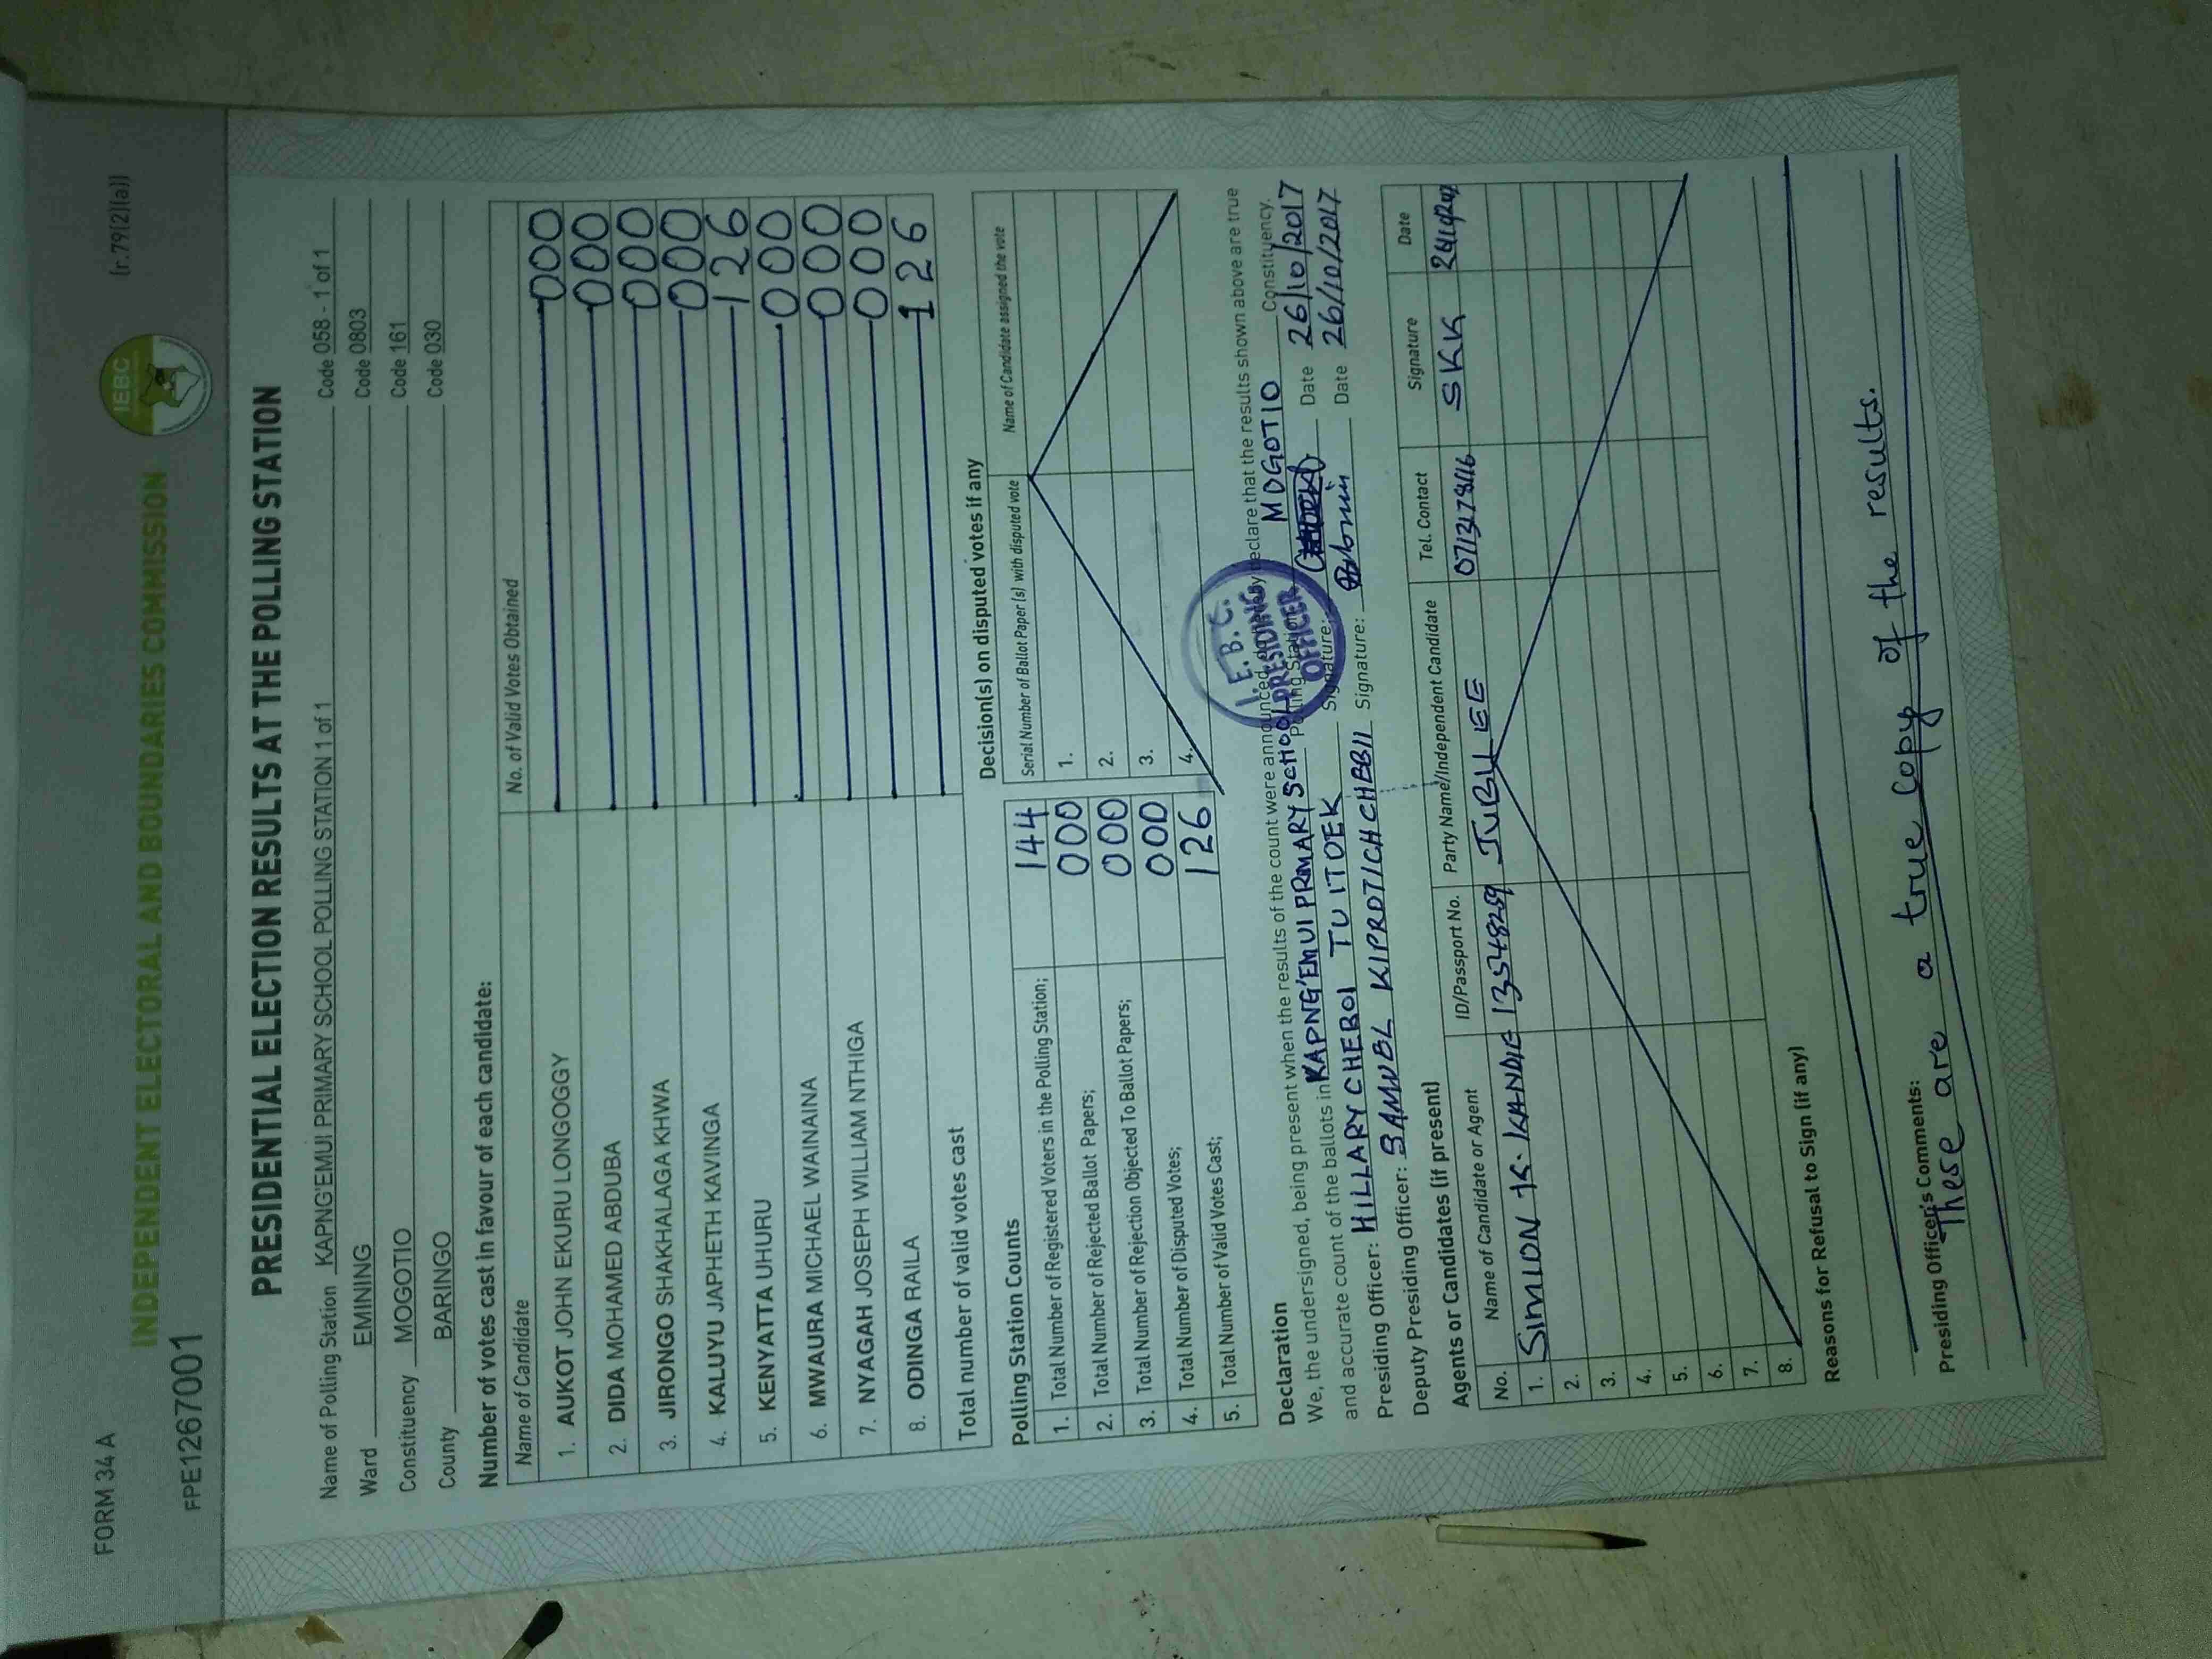 FORM 34 A
(r.79(2)(a))
INDEPENDENT ELECTORAL AND BOUNDARIES COMMISSION
IEBC
FPE1267001
PRESIDENTIAL ELECTION RESULTS AT THE POLLING STATION
Name of Polling Station KAPNG'EMUI PRIMARY SCHOOL POLLING STATION 1 of 1 Code 058 - 1 of 1
Ward EMINING Code 0803
Constituency MOGOTIO Code 161
County BARINGO Code 030
Number of votes cast in favour of each candidate:
Name of Candidate No. of Valid Votes Obtained
1. AUKOT JOHN EKURU LONGOGGY 000
2. DIDA MOHAMED ABDUBA 000
3. JIRONGO SHAKHALAGA KHWA 000
4. KALUYU JAPHETH KAVINGA 000
5. KENYATTA UHURU 126
6. MWAURA MICHAEL WAINAINA 000
7. NYAGAH JOSEPH WILLIAM NTHIGA 000
8. ODINGA RAILA 000
Total number of valid votes cast 126
Polling Station Counts
1. Total Number of Registered Voters in the Polling Station; 144
2. Total Number of Rejected Ballot Papers; 000
3. Total Number of Rejection Objected To Ballot Papers; 000
4. Total Number of Disputed Votes; 000
5. Total Number of Valid Votes Cast; 126
Decision(s) on disputed votes if any
Serial Number of Ballot Paper (s) with disputed vote Name of Candidate assigned the vote
1.
2.
3.
4.
I. E. B. C.
PRESIDING
OFFICER
Declaration
We, the undersigned, being present when the results of the count were announced, do hereby declare that the results shown above are true
and accurate count of the ballots in KAPNG'EMUI PRMARY SCHOOL Polling Station MOGOTIO Constituency.
Presiding Officer: HILLARY CHEBOI TUITOEK Signature: Date 26/10/2017
Deputy Presiding Officer: SAMUEL KIPROTICH CHEBII Signature: Date 26/10/2017
Agents or Candidates (if present)
No. Name of Candidate or Agent ID/Passport No. Party Name/Independent Candidate Tel. Contact Signature Date
1. SIMION K. KANDIE 13548259 JUBILEE 0713178116 SKK
2.
3.
4.
5.
6.
7.
8.
Reasons for Refusal to Sign (if any)
Presiding Officer's Comments:
These are a true copy of the results.